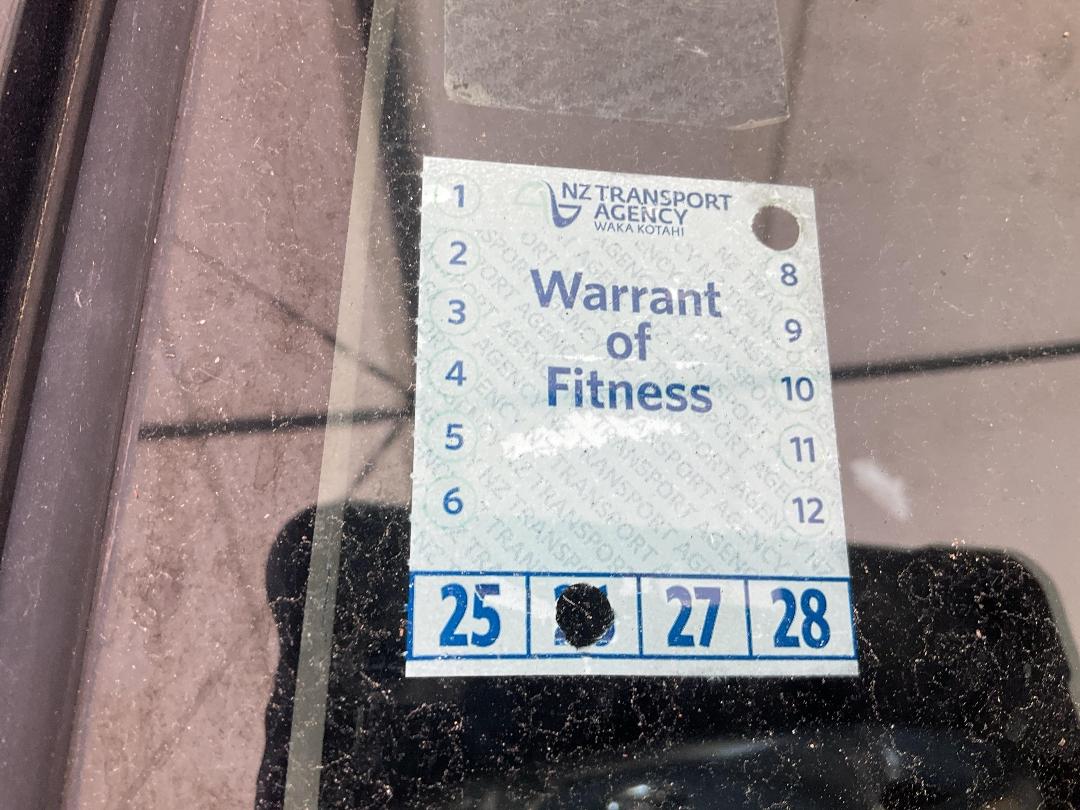 NZ TRANSPORT
AGENCY
WAKA KOTAHI
Warrant
of
Fitness
1
2
3
4
5
6
8
9
10
11
12
25 27 28